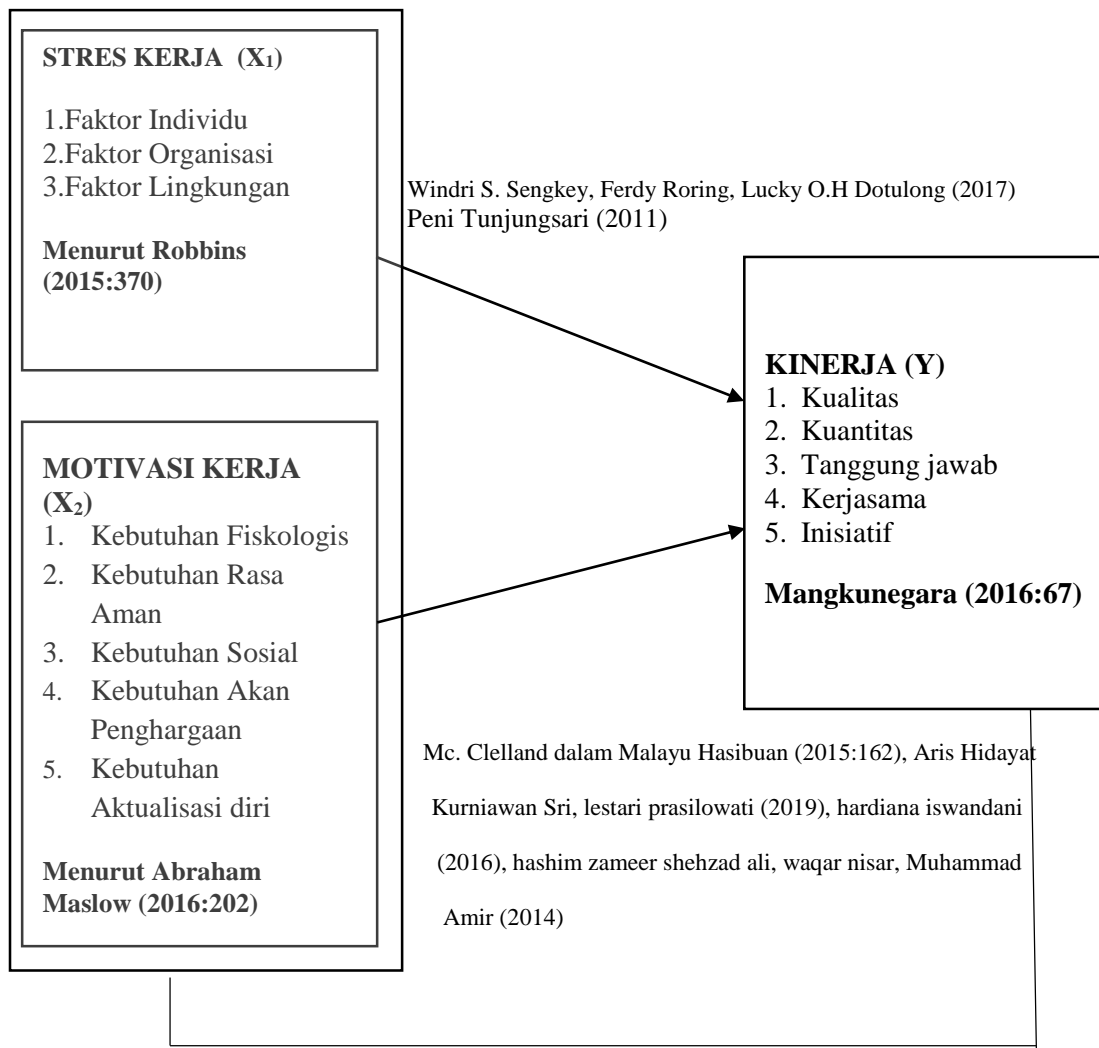 STRES KERJA (X₁)
1.Faktor Individu
2.Faktor Organisasi
3.Faktor Lingkungan
Menurut Robbins
(2015:370)
Windri S. Sengkey, Ferdy Roring, Lucky O.H Dotulong (2017)
Peni Tunjungsari (2011)
MOTIVASI KERJA
(X₂)
1. Kebutuhan Fiskologis
2. Kebutuhan Rasa
Aman
3. Kebutuhan Sosial
4. Kebutuhan Akan
Penghargaan
5. Kebutuhan
Aktualisasi diri
Menurut Abraham
Maslow (2016:202)
KINERJA (Y)
1. Kualitas
2. Kuantitas
3. Tanggung jawab
4. Kerjasama
5. Inisiatif
Mangkunegara (2016:67)
Mc. Clelland dalam Malayu Hasibuan (2015:162), Aris Hidayat
Kurniawan Sri, lestari prasilowati (2019), hardiana iswandani
(2016), hashim zameer shehzad ali, waqar nisar, Muhammad
Amir (2014)